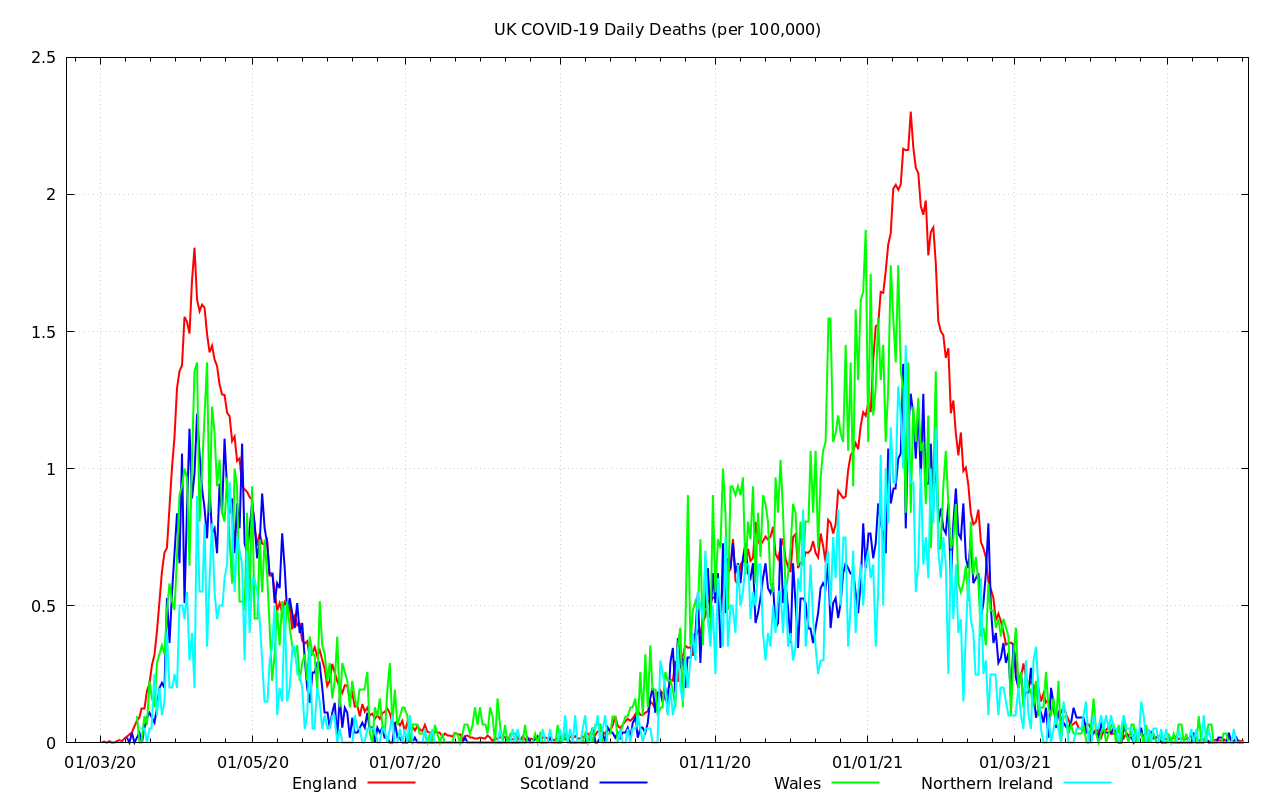 UK COVID-19 Daily Deaths (per 100,000)
2.5
2
1.5
1
0.5
0
01/03/20 01/05/20 01/07/20 01/09/20 01/11/20 01/01/21 01/03/21 01/05/21
England Scotland Wales Northern Ireland